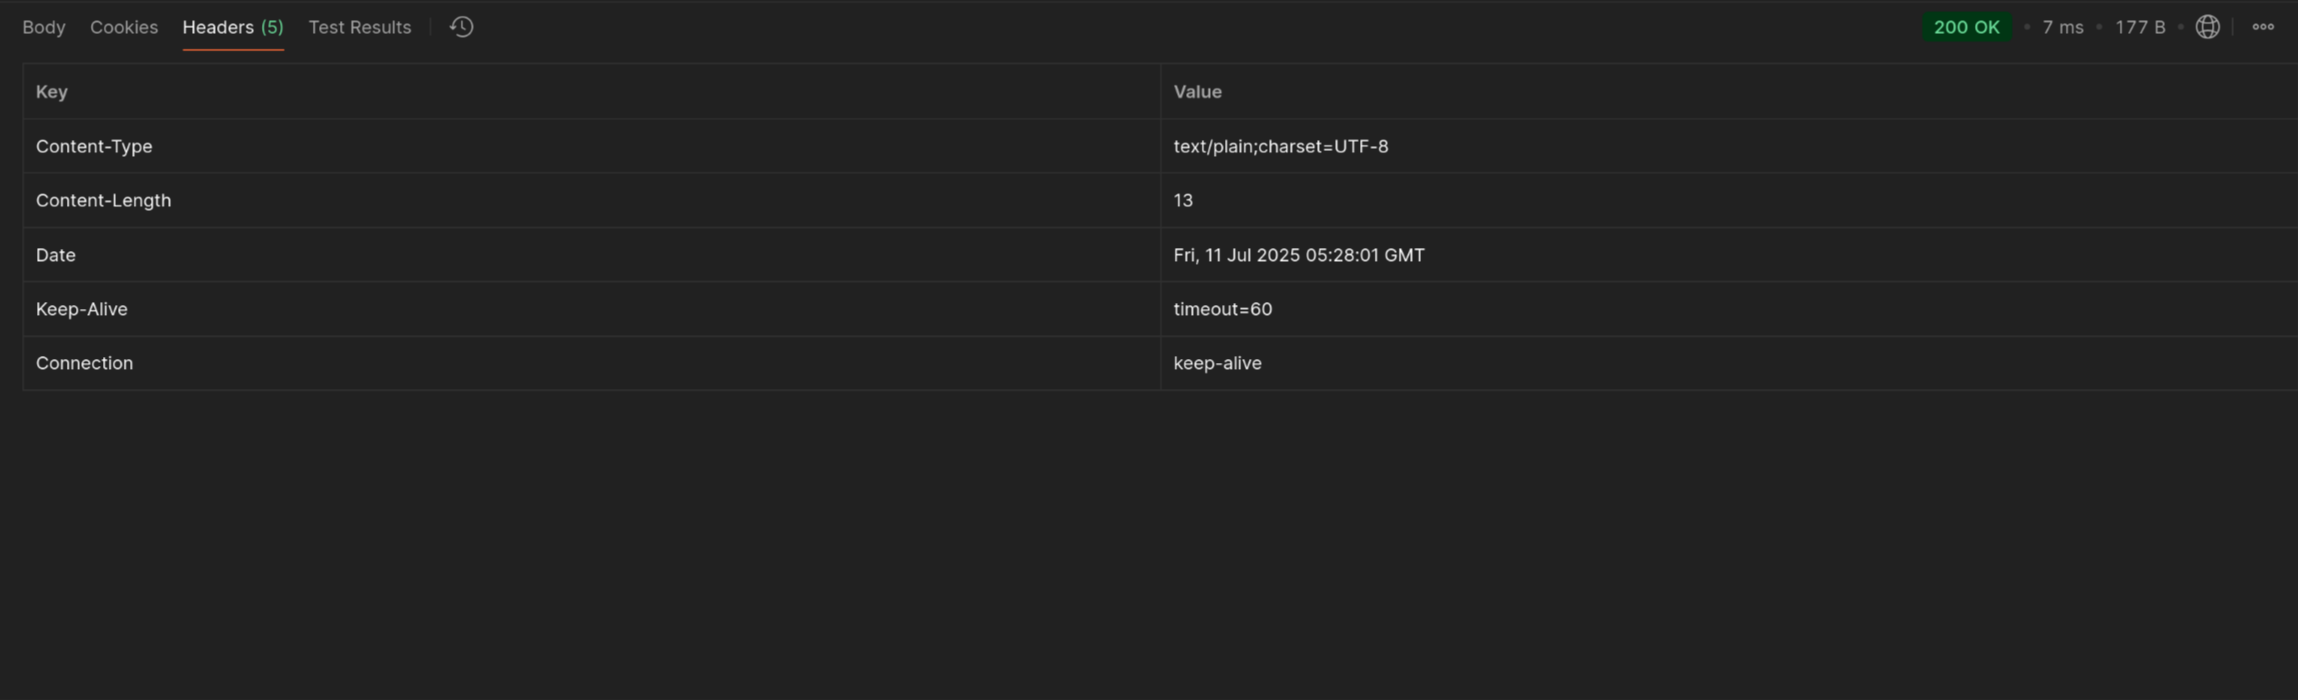 Body Cookies Headers (5) Test Results 200 OK • 7 ms • 177 B •
Key Value
Content-Type text/plain;charset=UTF-8
Content-Length 13
Date Fri, 11 Jul 2025 05:28:01 GMT
Keep-Alive timeout=60
Connection keep-alive